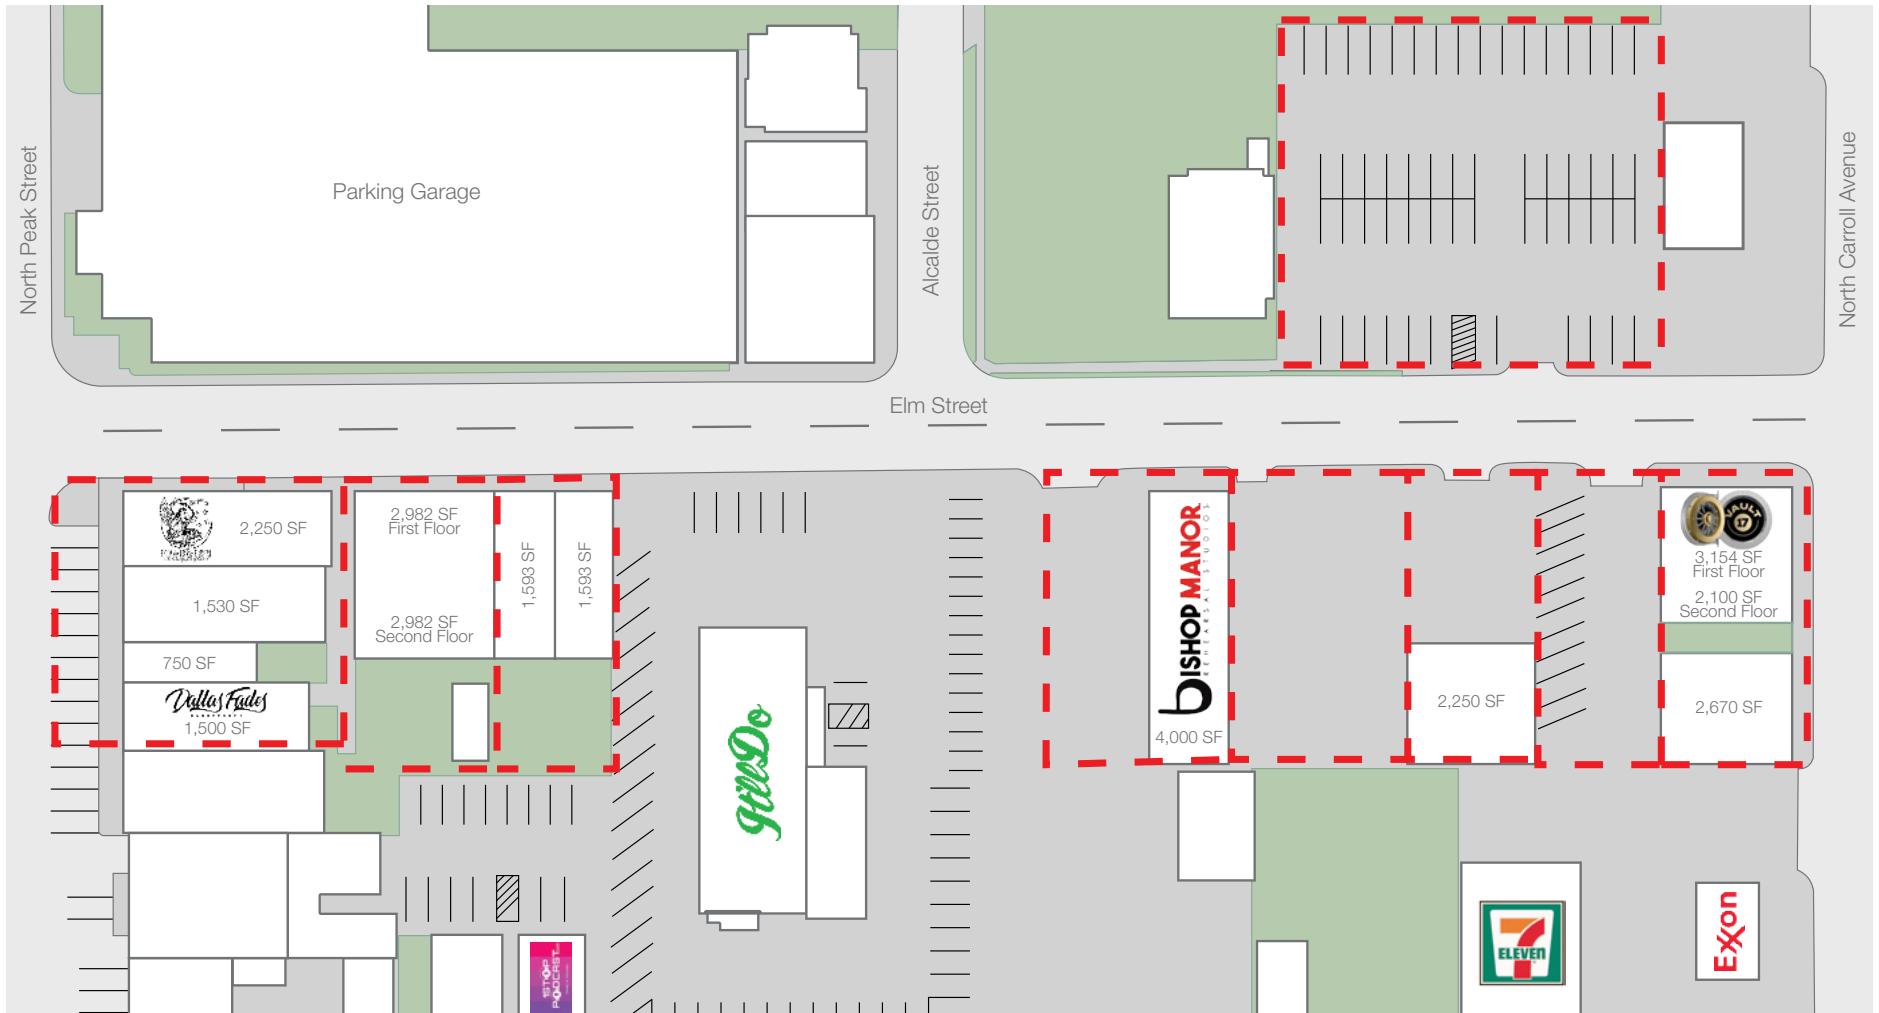 North Peak Street
Parking Garage
Alcalde Street
North Carroll Avenue
Elm Street
2,250 SF
1,530 SF
750 SF
Dallas Fades
1,500 SF
2,982 SF
First Floor
2,982 SF
Second Floor
1,593 SF
1,593 SF
ItllDo
BISHOP MANOR
REHEARSAL STUDIOS
4,000 SF
2,250 SF
VAULT
17
3,154 SF
First Floor
2,100 SF
Second Floor
2,670 SF
1STOP
PODCAST
7
ELEVEN
Exxon